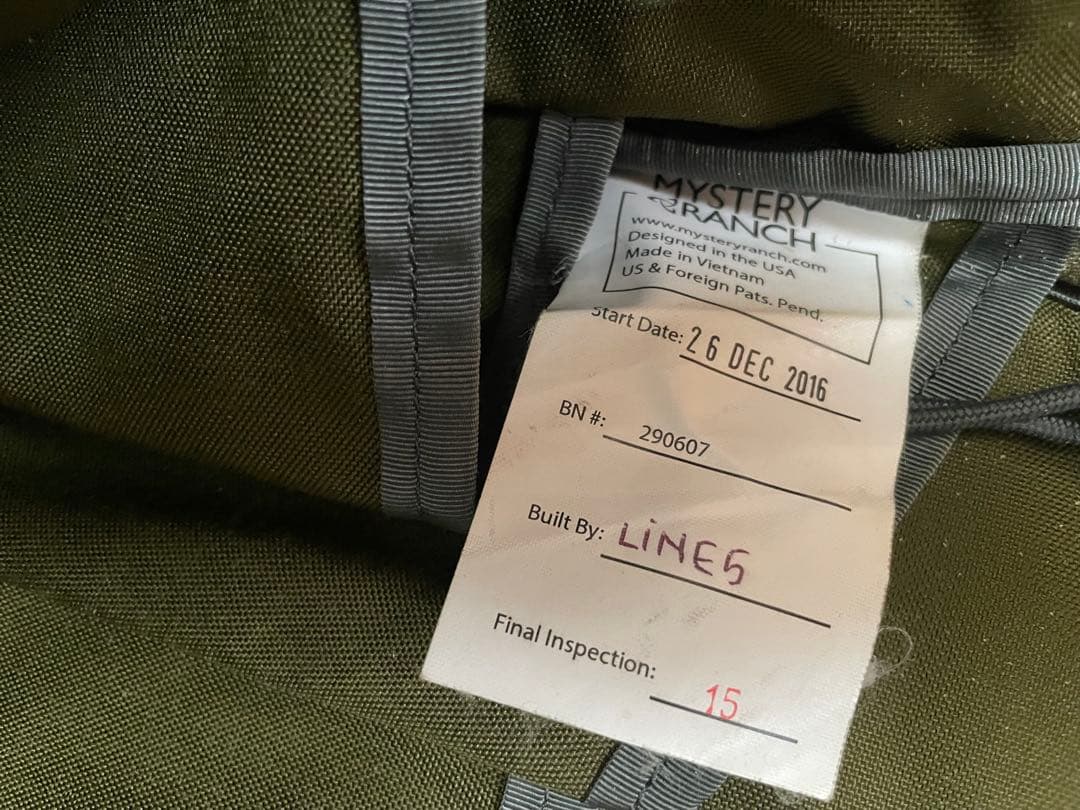 MYSTERY
RANCH
www.mysteryranch.com
Designed in the USA
Made in Vietnam
US & Foreign Pats. Pend.
Start Date: 26 DEC 2016
BN #: 290607
Built By: LiNE5
Final Inspection: 15